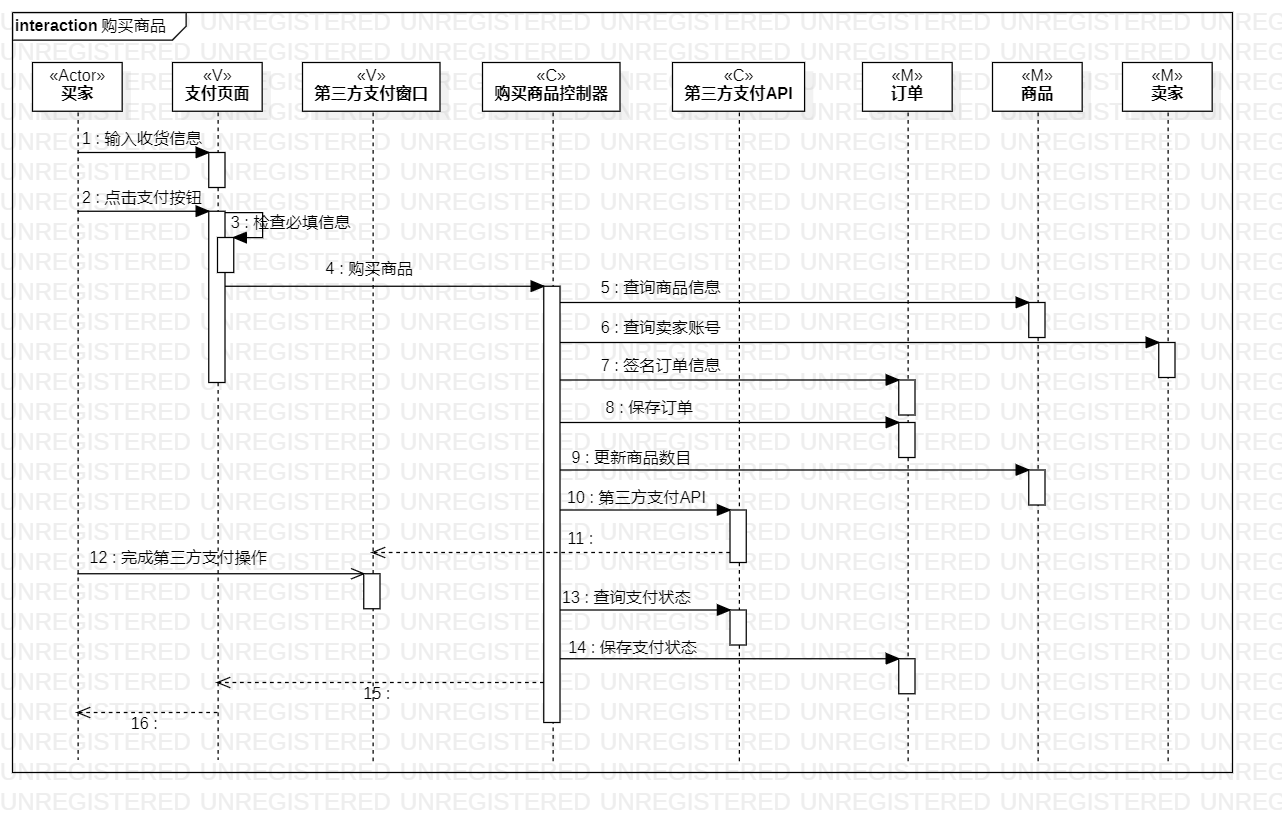 interaction 购买商品
«Actor»
买家
«V»
支付页面
«V»
第三方支付窗口
«C»
购买商品控制器
«C»
第三方支付API
«M»
订单
«M»
商品
«M»
卖家
1 : 输入收货信息
2 : 点击支付按钮
3 : 检查必填信息
4 : 购买商品
5 : 查询商品信息
6 : 查询卖家账号
7 : 签名订单信息
8 : 保存订单
9 : 更新商品数目
10 : 第三方支付API
11 :
12 : 完成第三方支付操作
13 : 查询支付状态
14 : 保存支付状态
15 :
16 :
UNREGISTERED